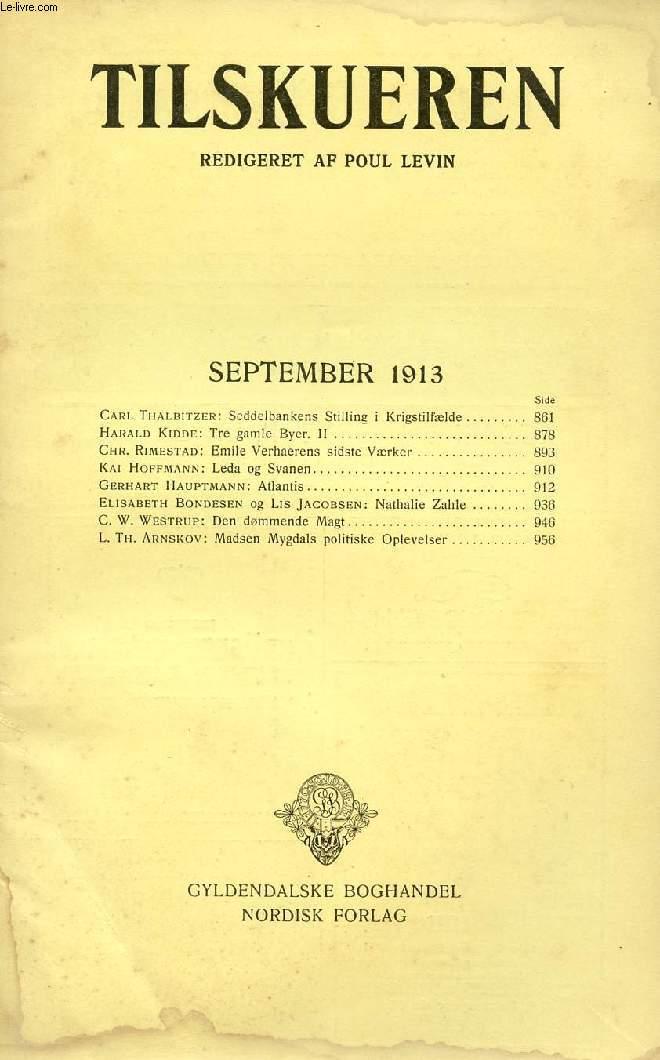 Le-livre.com
TILSKUEREN
REDIGERET AF POUL LEVIN
SEPTEMBER 1913
Side
CARL THALBITZER: Seddelbankens Stilling i Krigstilfælde ......... 861
HARALD KIDDE: Tre gamle Byer. II ............................ 878
CHR. RIMESTAD: Emile Verhaerens sidste Værker ................ 893
KAI HOFFMANN: Leda og Svanen............................... 910
GERHART HAUPTMANN: Atlantis................................ 912
ELISABETH BONDESEN OG LIS JACOBSEN: Nathalie Zahle ........ 936
C. W. WESTRUP: Den dømmende Magt.......................... 946
L. TH. ARNSKOV: Madsen Mygdals politiske Oplevelser ........... 956
GYLDENDALSKE BOGHANDEL
NORDISK FORLAG